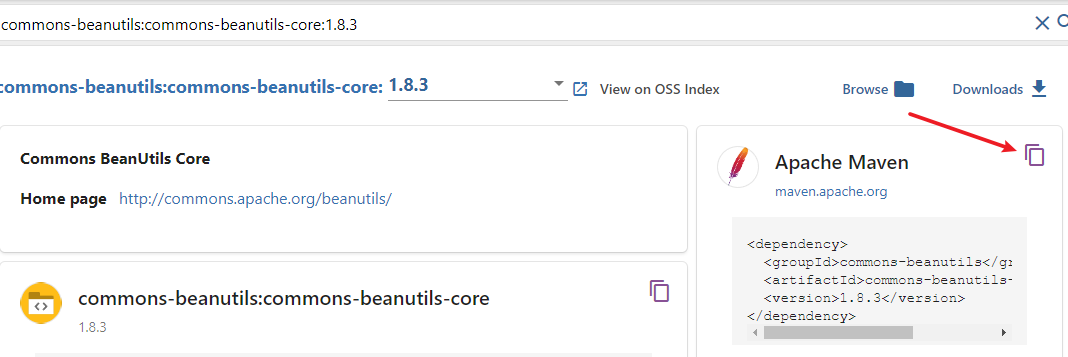 commons-beanutils:commons-beanutils-core:1.8.3
commons-beanutils:commons-beanutils-core: 1.8.3 View on OSS Index Browse Downloads
Commons BeanUtils Core
Home page http://commons.apache.org/beanutils/
commons-beanutils:commons-beanutils-core
1.8.3
Apache Maven
maven.apache.org
<dependency>
<groupId>commons-beanutils</gr
<artifactId>commons-beanutils-
<version>1.8.3</version>
</dependency>